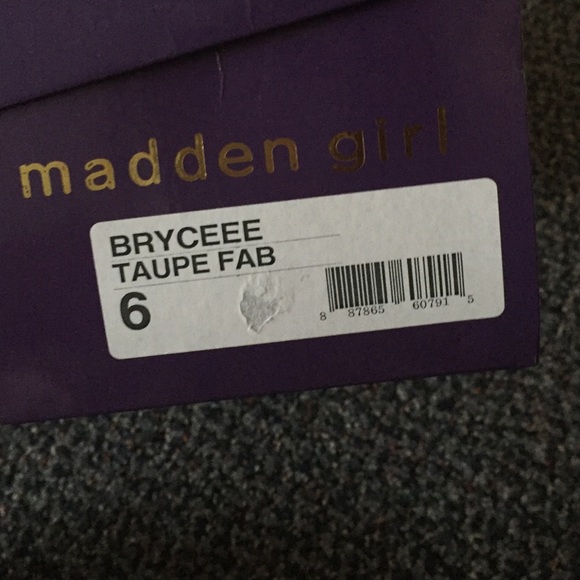 madden girl
BRYCEEE
TAUPE FAB
6
8 87865 60791 5